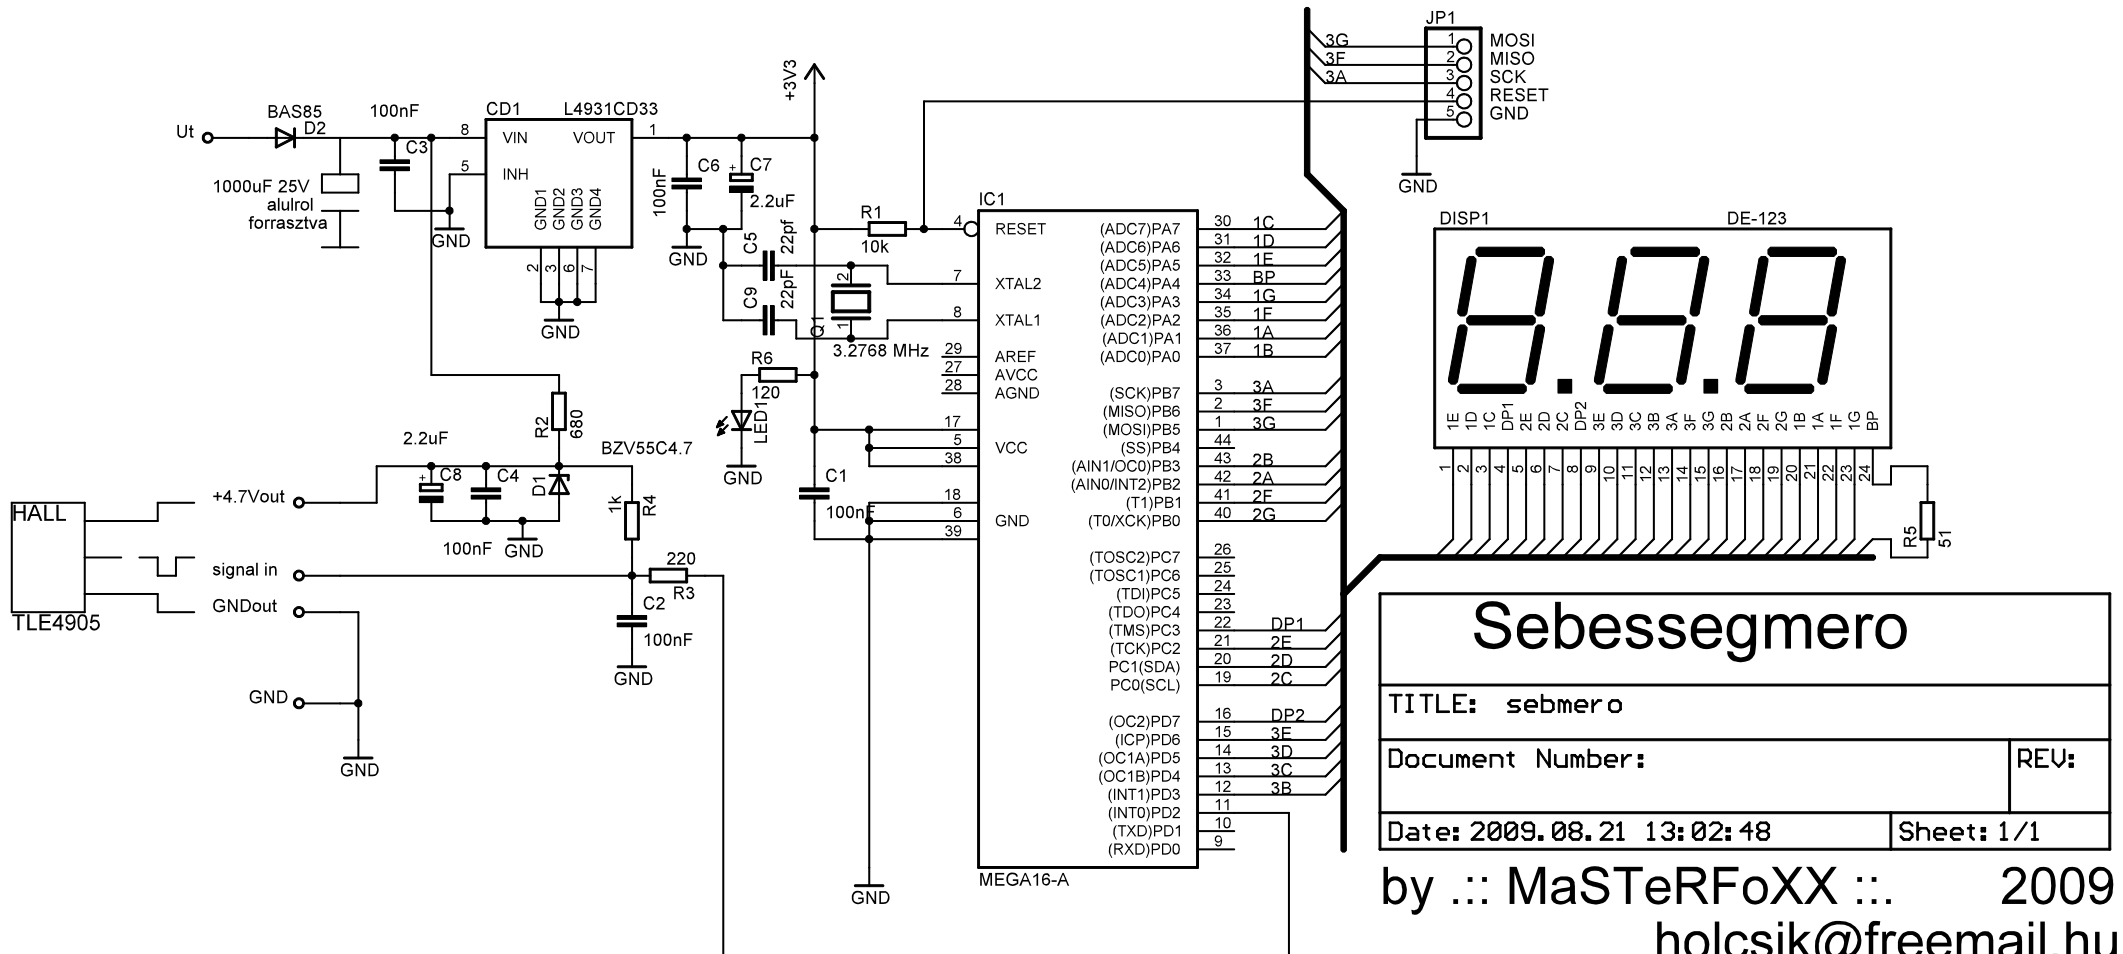 JP1
3G 1 MOSI
3F 2 MISO
3A 3 SCK
4 RESET
5 GND
GND
+3V3
BAS85
D2
Ut
100nF
C3
1000uF 25V
alulrol
forrasztva
CD1 L4931CD33
8 VIN VOUT 1
5 INH
GND1
GND2
GND3
GND4
2
3
6
7
GND
GND
C6
100nF
C7
+
2.2uF
GND
C5
22pf
C9
22pF
Q1
2
1
3.2768 MHz
R1
10k
R6
120
LED1
GND
C1
100nF
IC1
4 RESET
7 XTAL2
8 XTAL1
29 AREF
27 AVCC
28 AGND
17
5 VCC
38
18
6 GND
39
(ADC7)PA7 30 1C
(ADC6)PA6 31 1D
(ADC5)PA5 32 1E
(ADC4)PA4 33 BP
(ADC3)PA3 34 1G
(ADC2)PA2 35 1F
(ADC1)PA1 36 1A
(ADC0)PA0 37 1B
(SCK)PB7 3 3A
(MISO)PB6 2 3F
(MOSI)PB5 1 3G
(SS)PB4 44
(AIN1/OC0)PB3 43 2B
(AIN0/INT2)PB2 42 2A
(T1)PB1 41 2F
(T0/XCK)PB0 40 2G
(TOSC2)PC7 26
(TOSC1)PC6 25
(TDI)PC5 24
(TDO)PC4 23
(TMS)PC3 22 DP1
(TCK)PC2 21 2E
PC1(SDA) 20 2D
PC0(SCL) 19 2C
(OC2)PD7 16 DP2
(ICP)PD6 15 3E
(OC1A)PD5 14 3D
(OC1B)PD4 13 3C
(INT1)PD3 12 3B
(INT0)PD2 11
(TXD)PD1 10
(RXD)PD0 9
MEGA16-A
GND
DISP1 DE-123
8.8.8
1E 1D 1C DP1 2E 2D 2C DP2 3E 3D 3C 3B 3A 3F 3G 2B 2A 2F 2G 1B 1A 1F 1G BP
1 2 3 4 5 6 7 8 9 10 11 12 13 14 15 16 17 18 19 20 21 22 23 24
R5
51
R2
680
BZV55C4.7
2.2uF
+
C8
C4
D1
100nF
GND
1k
R4
220
R3
C2
100nF
GND
HALL
TLE4905
+4.7Vout
signal in
GNDout
GND
GND
Sebessegmero
TITLE: sebmero
Document Number:
REV:
Date: 2009.08.21 13:02:48
Sheet: 1/1
by .:: MaSTeRFoXX ::. 2009
holcsik@freemail.hu